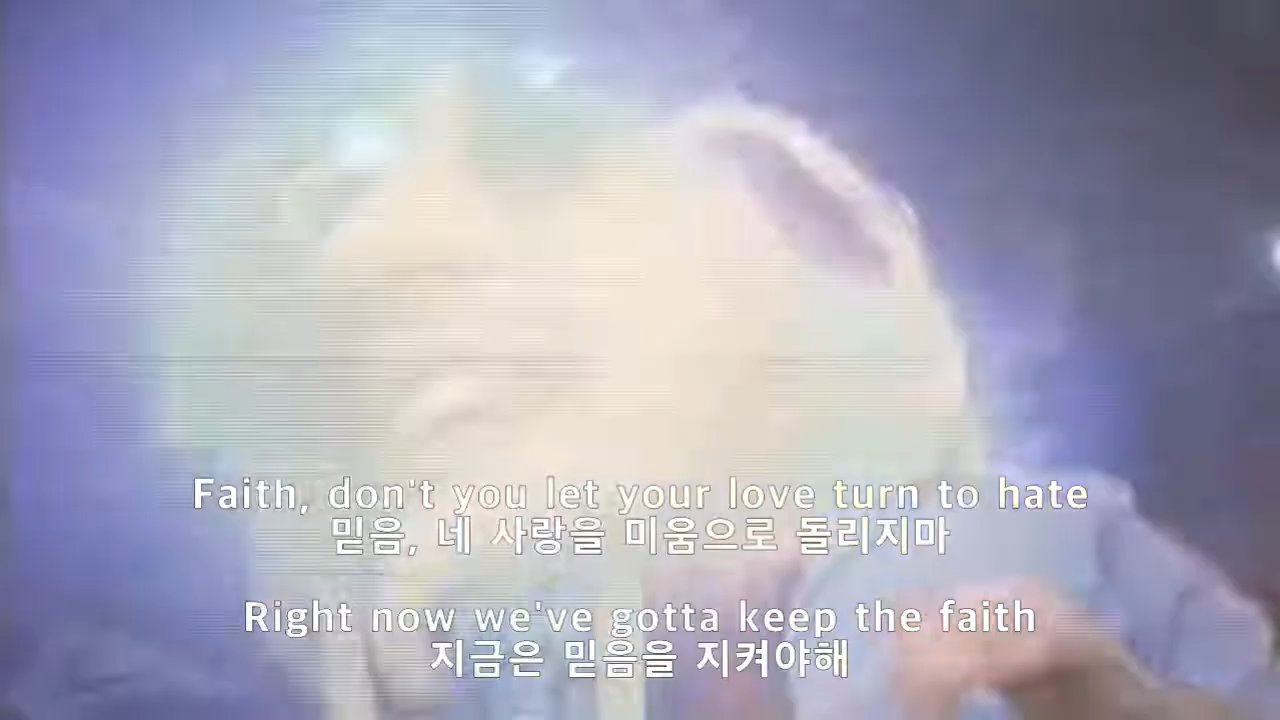 Faith, don't you let your love turn to hate
믿음, 네 사랑을 미움으로 돌리지마
Right now we've gotta keep the faith
지금은 믿음을 지켜야해